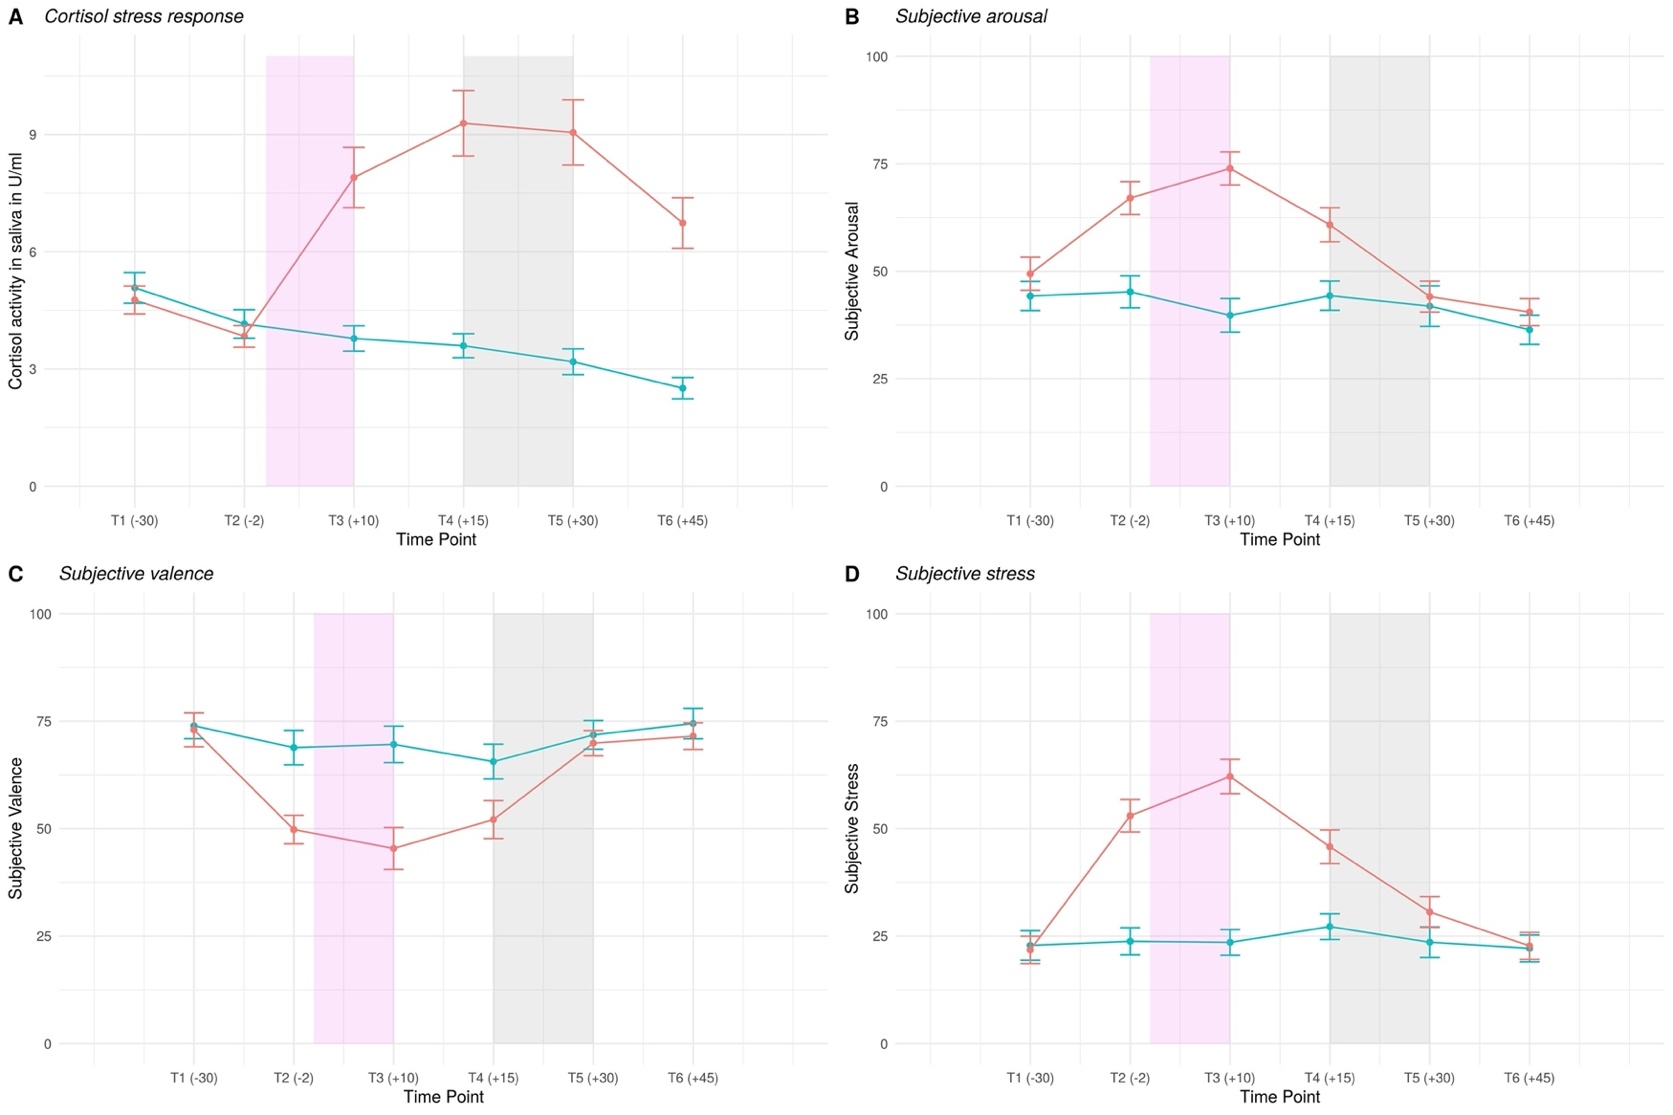 A Cortisol stress response
Cortisol activity in saliva in U/ml
9
6
3
0
T1 (-30) T2 (-2) T3 (+10) T4 (+15) T5 (+30) T6 (+45)
Time Point
B Subjective arousal
Subjective Arousal
100
75
50
25
0
T1 (-30) T2 (-2) T3 (+10) T4 (+15) T5 (+30) T6 (+45)
Time Point
C Subjective valence
Subjective Valence
100
75
50
25
0
T1 (-30) T2 (-2) T3 (+10) T4 (+15) T5 (+30) T6 (+45)
Time Point
D Subjective stress
Subjective Stress
100
75
50
25
0
T1 (-30) T2 (-2) T3 (+10) T4 (+15) T5 (+30) T6 (+45)
Time Point